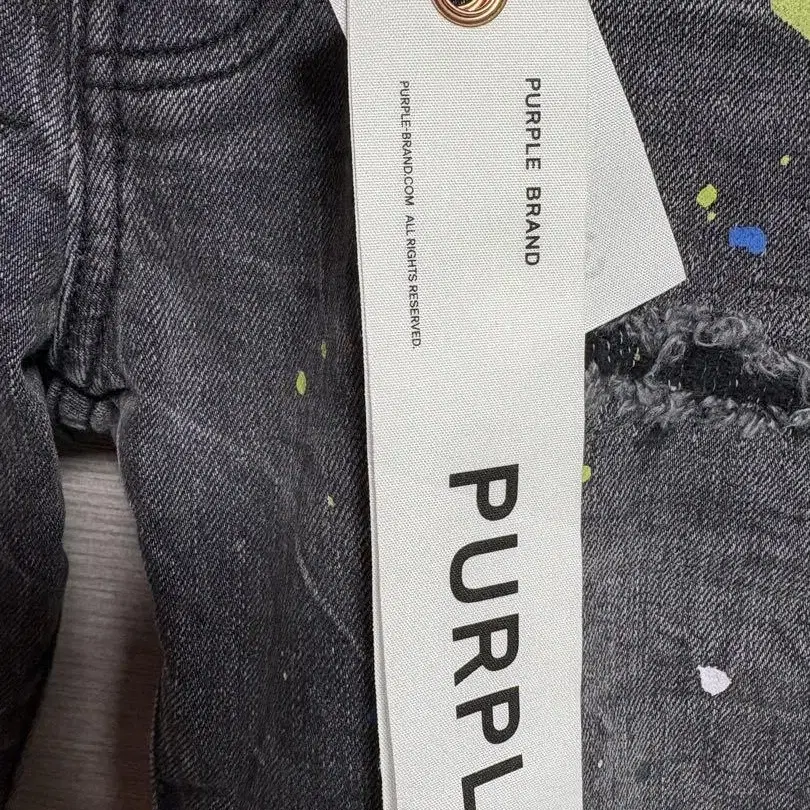 PURPLE BRAND
PURPLE-BRAND.COM ALL RIGHTS RESERVED.
PURPL